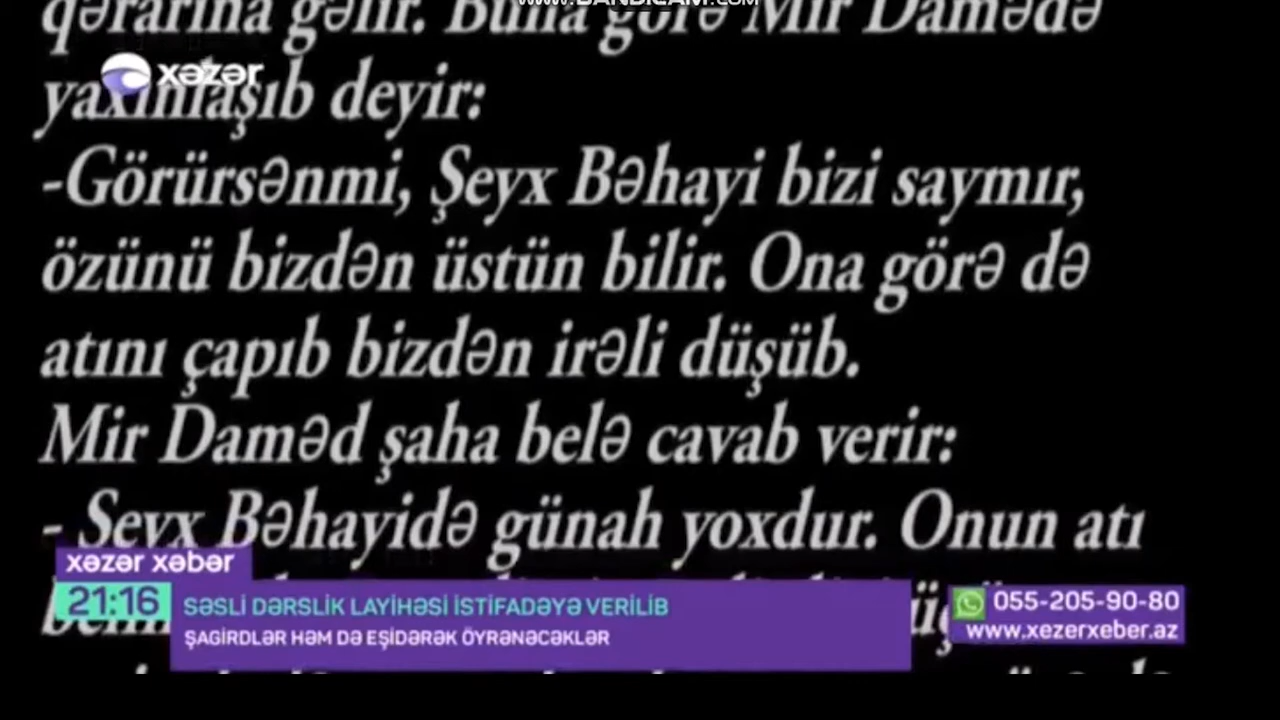 www.BANDICAM.com
qərarına gəlir. Buna görə Mir Damədə
xəzər
yaxınlaşıb deyir:
-Görürsənmi, Şeyx Bəhayi bizi saymır,
özünü bizdən üstün bilir. Ona görə də
atını çapıb bizdən irəli düşüb.
Mir Daməd şaha belə cavab verir:
- Şeyx Bəhayidə günah yoxdur. Onun atı
xəzər xəbər
21:16
SƏSLİ DƏRSLİK LAYİHƏSİ İSTİFADƏYƏ VERİLİB
ŞAGİRDLƏR HƏM DƏ EŞİDƏRƏK ÖYRƏNƏCƏKLƏR
055-205-90-80
www.xezerxeber.az